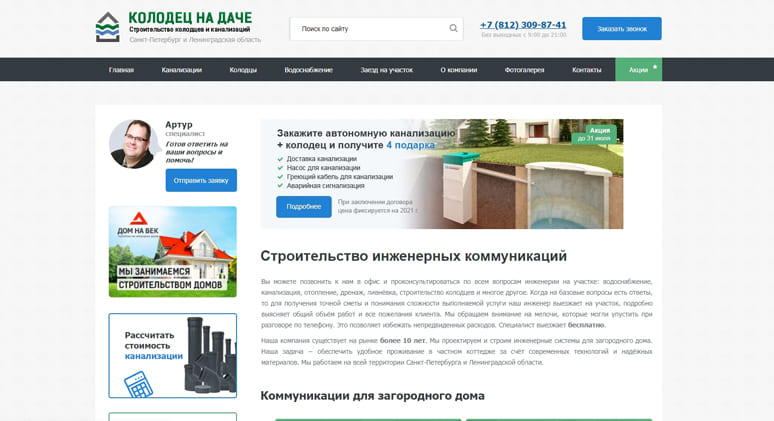 КОЛОДЕЦ НА ДАЧЕ
Строительство колодцев и канализаций
Санкт-Петербург и Ленинградская область
Поиск по сайту
+7 (812) 309-87-41
Без выходных с 9:00 до 21:00
Заказать звонок
Главная Канализации Колодцы Водоснабжение Заезд на участок О компании Фотогалерея Контакты Акции
Артур
специалист
Готов ответить на
ваши вопросы и
помочь!
Отправить заявку
ДОМ НА ВЕК
МЫ ЗАНИМАЕМСЯ
СТРОИТЕЛЬСТВОМ ДОМОВ
Рассчитать
стоимость
канализации
Закажите автономную канализацию
+ колодец и получите 4 подарка
Доставка канализации
Насос для канализации
Греющий кабель для канализации
Аварийная сигнализация
Подробнее
При заключении договора
цена фиксируется на 2021 г.
Акция
до 31 июля
Строительство инженерных коммуникаций
Вы можете позвонить к нам в офис и проконсультироваться по всем вопросам инженерии на участке: водоснабжение,
канализация, отопление, дренаж, ливнёвка, строительство колодцев и многое другое. Когда на базовые вопросы есть ответы,
то для получения точной сметы и понимания сложности выполняемой услуги наш инженер выезжает на участок, подробно
выясняет общий объём работ и все пожелания клиента. Мы обращаем внимание на мелочи, которые могли упустить при
разговоре по телефону. Это позволяет избежать непредвиденных расходов. Специалист выезжает бесплатно.
Наша компания существует на рынке более 10 лет. Мы проектируем и строим инженерные системы для загородного дома.
Наша задача – обеспечить удобное проживание в частном коттедже за счёт современных технологий и надёжных
материалов. Мы работаем на всей территории Санкт-Петербурга и Ленинградской области.
Коммуникации для загородного дома